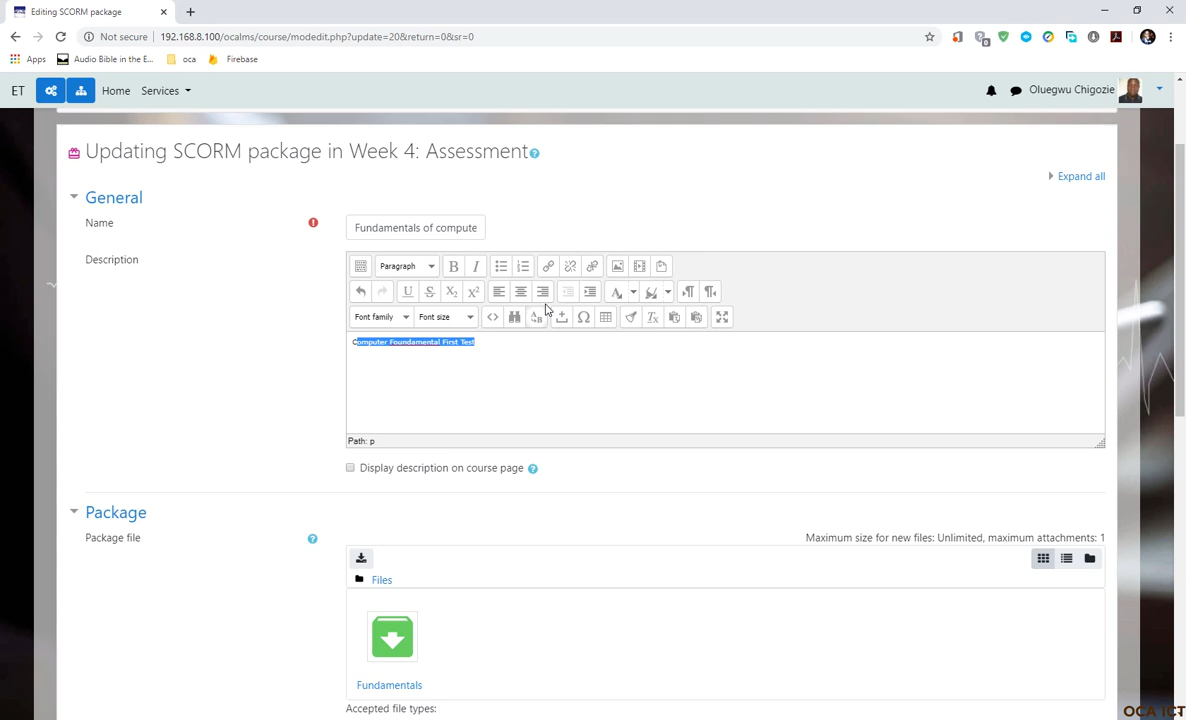 Editing SCORM package
Not secure 192.168.8.100/ocalms/course/modedit.php?update=20&return=0&sr=0
Apps Audio Bible in the E... oca Firebase
ET Home Services Oluegwu Chigozie
Updating SCORM package in Week 4: Assessment
Expand all
General
Name
Fundamentals of compute
Description
Paragraph
Font family Font size
Computer Foundamental First Test
Path: p
Display description on course page
Package
Package file
Maximum size for new files: Unlimited, maximum attachments: 1
Files
Fundamentals
Accepted file types:
OCA ICT